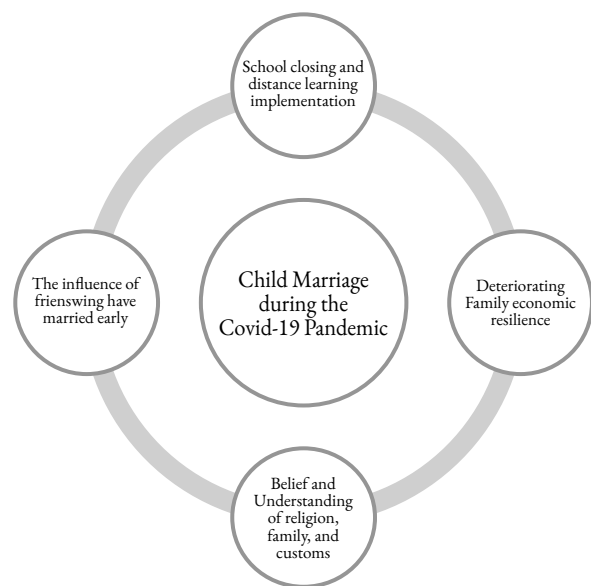 School closing and
distance learning
implementation
The influence of
frienswing have
married early
Child Marriage
during the
Covid-19 Pandemic
Deteriorating
Family economic
resilience
Belief and
Understanding
of religion,
family, and
customs